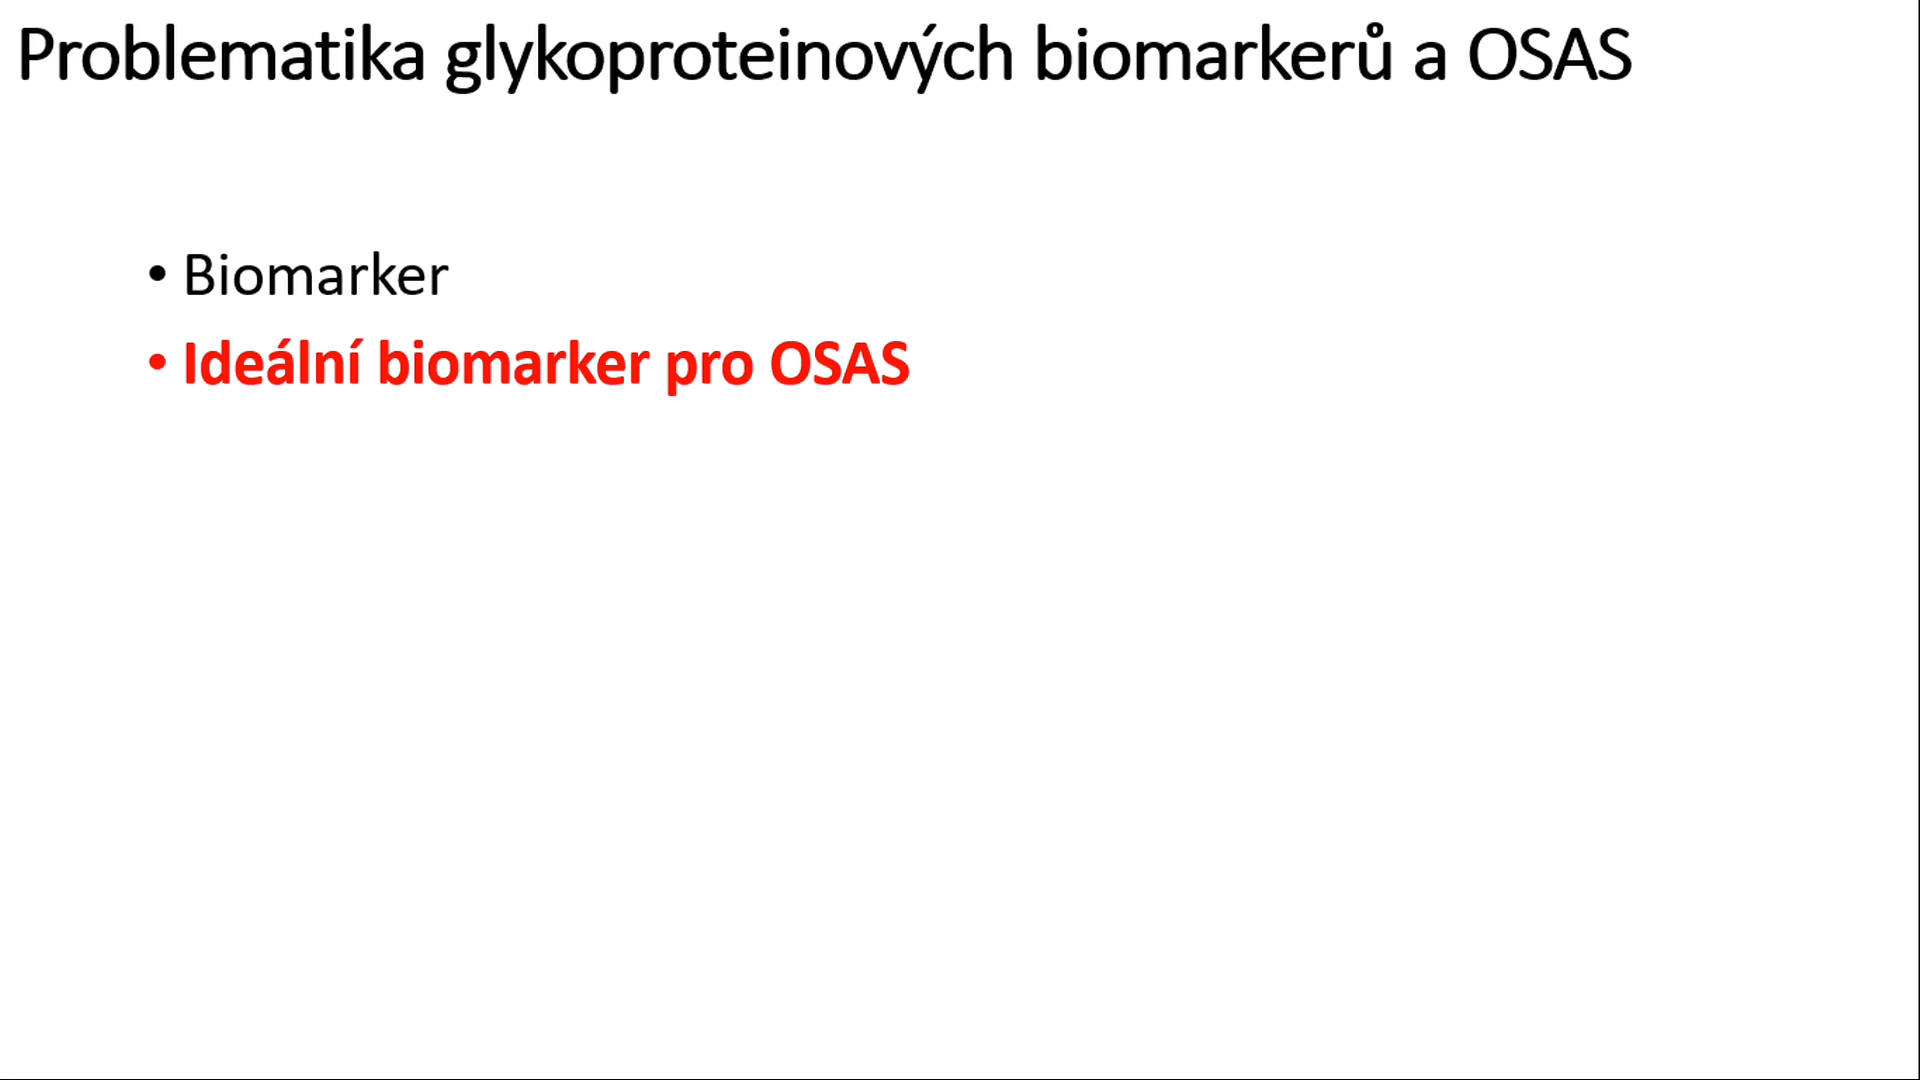 Problematika glykoproteinových biomarkerů a OSAS
• Biomarker
• Ideální biomarker pro OSAS